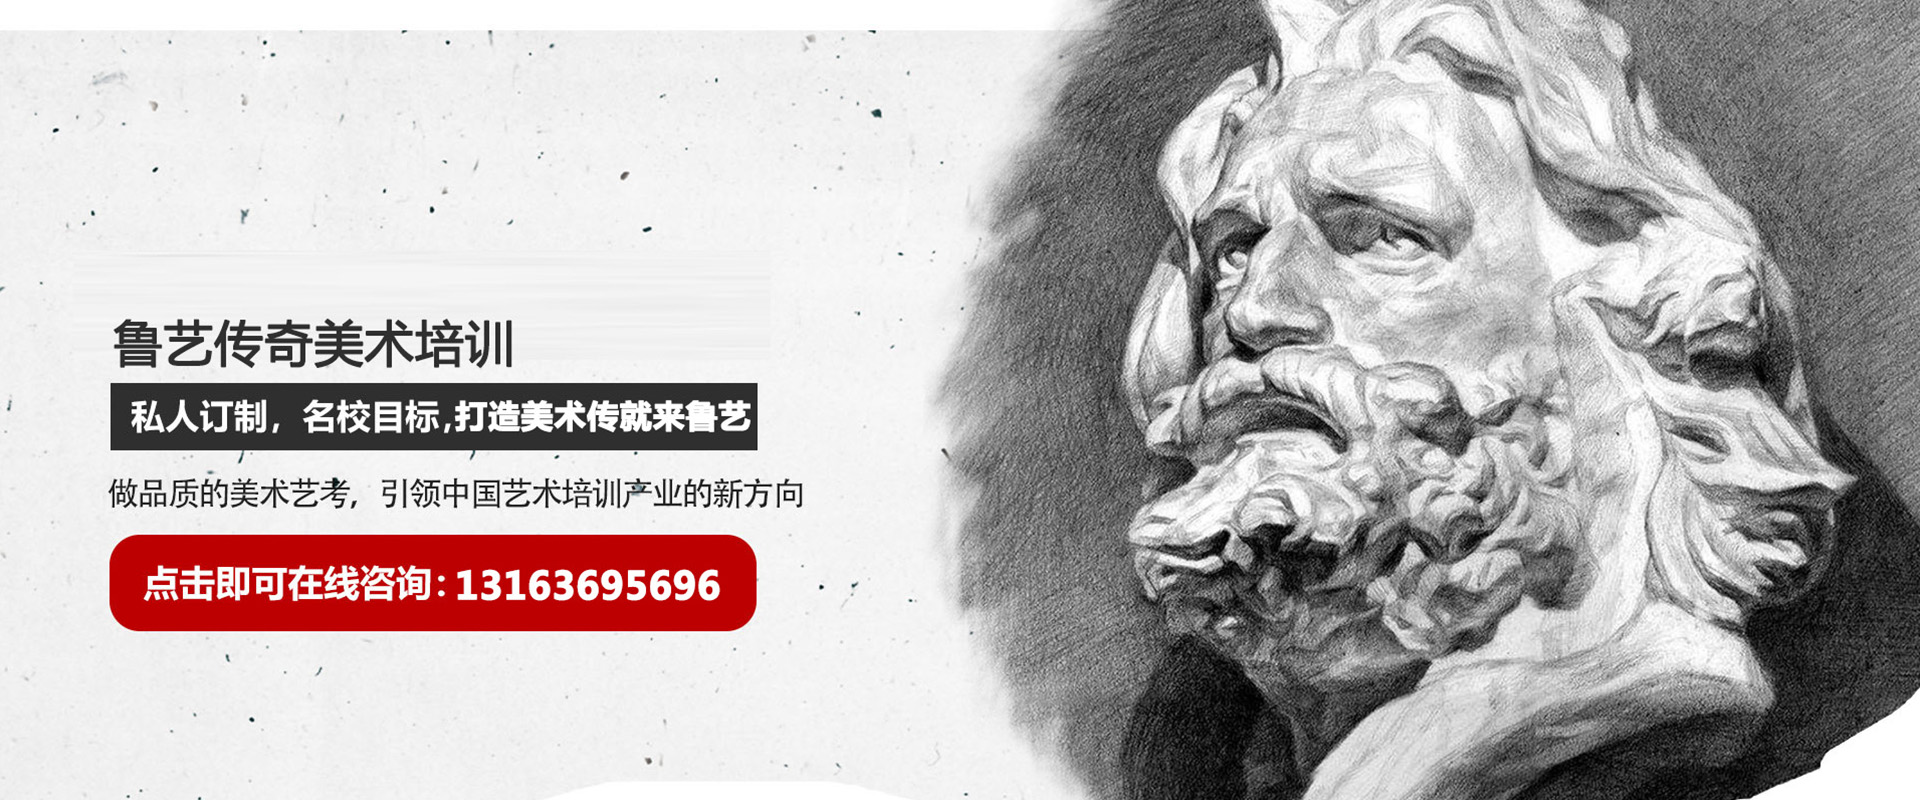 鲁艺传奇美术培训
私人订制，名校目标,打造美术传就来鲁艺
做品质的美术艺考，引领中国艺术培训产业的新方向
点击即可在线咨询：13163695696